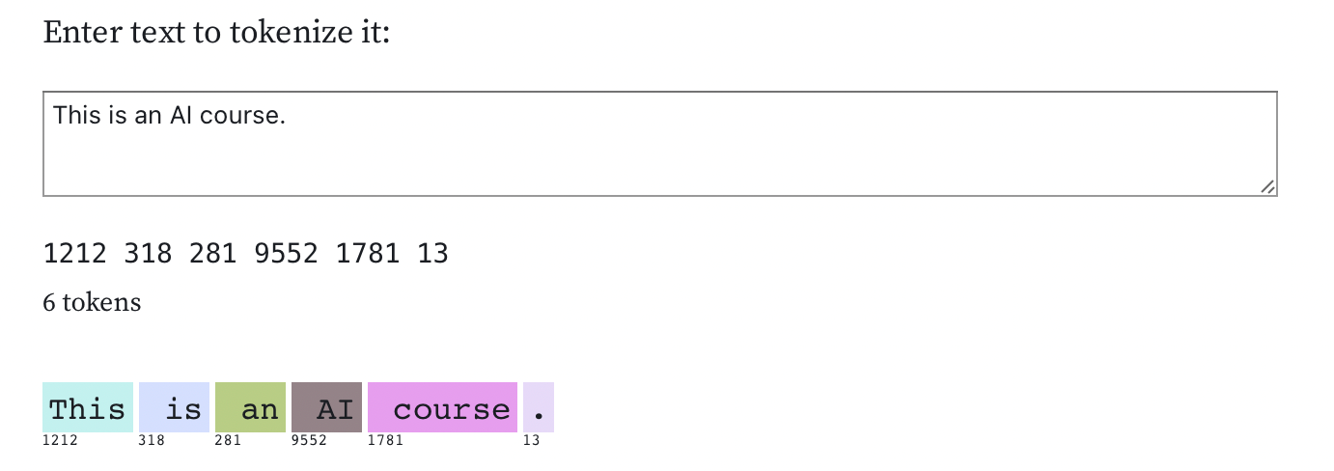 Enter text to tokenize it:
This is an AI course.
1212 318 281 9552 1781 13
6 tokens
This is an AI course .
1212 318 281 9552 1781 13